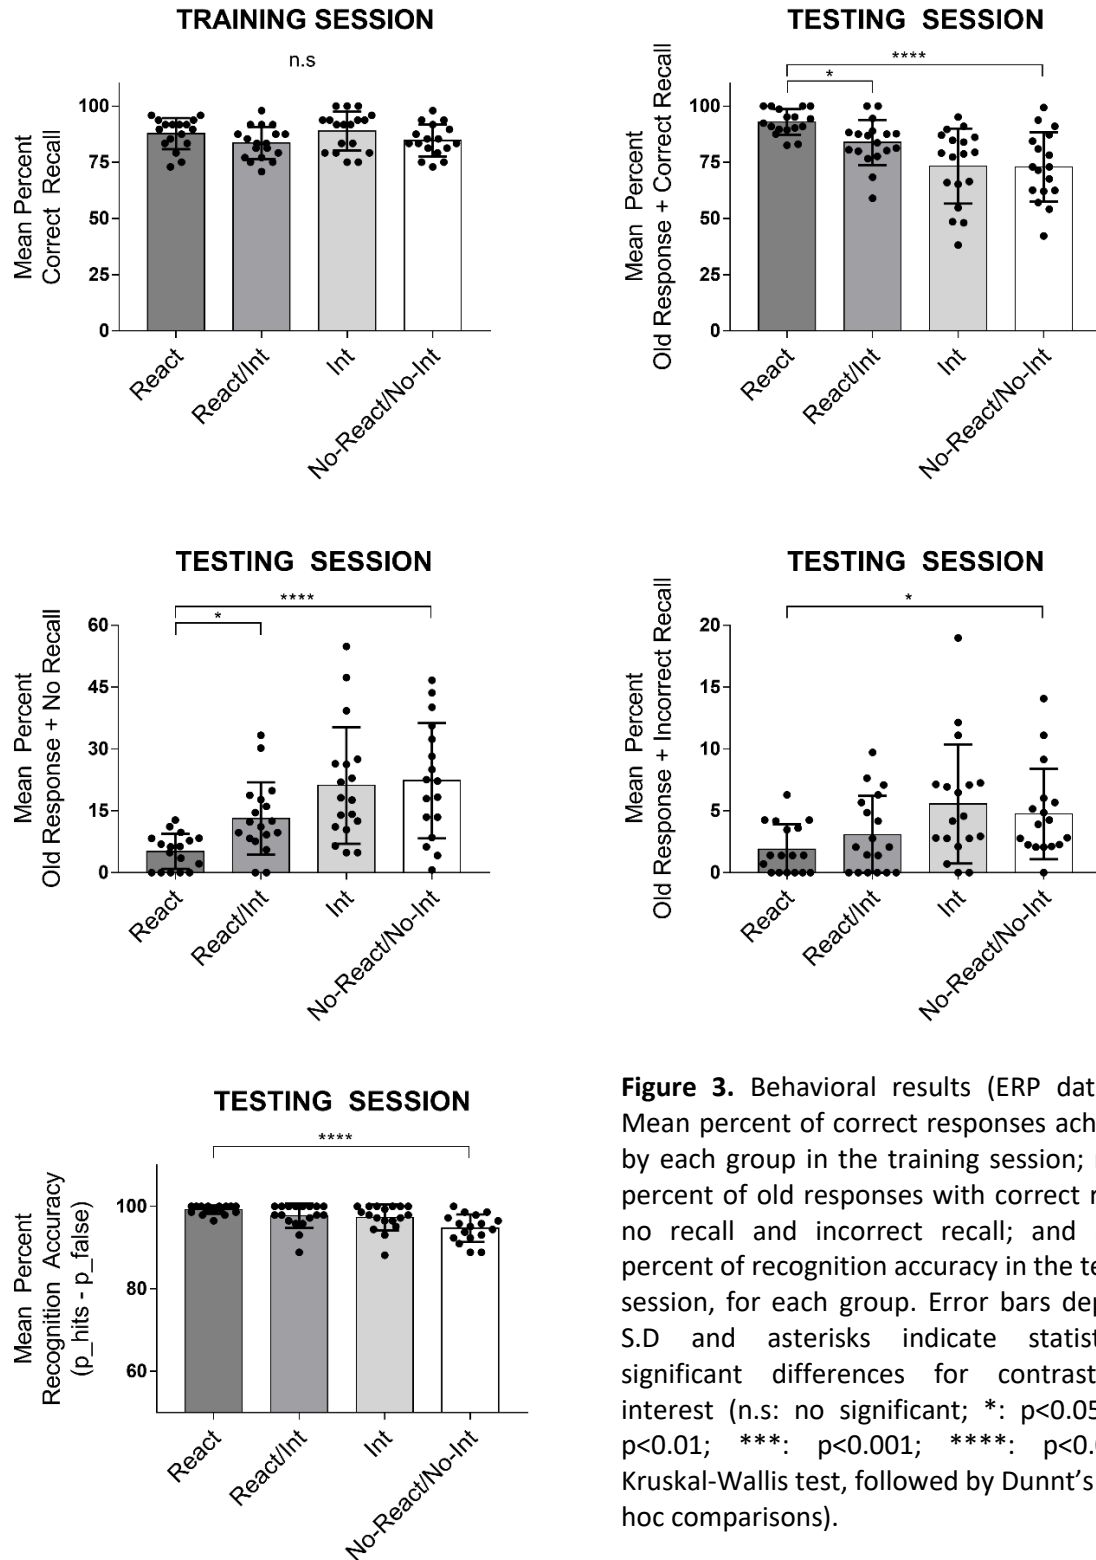 TRAINING SESSION
n.s
Mean Percent
Correct Recall
100
75
50
25
0
React
React/Int
Int
No-React/No-Int
TESTING SESSION
****
*
Mean Percent
Old Response + Correct Recall
100
75
50
25
0
React
React/Int
Int
No-React/No-Int
TESTING SESSION
****
*
Mean Percent
Old Response + No Recall
60
45
30
15
0
React
React/Int
Int
No-React/No-Int
TESTING SESSION
*
Mean Percent
Old Response + Incorrect Recall
20
15
10
5
0
React
React/Int
Int
No-React/No-Int
TESTING SESSION
****
Mean Percent
Recognition Accuracy
(p_hits - p_false)
100
80
60
React
React/Int
Int
No-React/No-Int
Figure 3. Behavioral results (ERP dat
Mean percent of correct responses ach
by each group in the training session;
percent of old responses with correct
no recall and incorrect recall; and
percent of recognition accuracy in the te
session, for each group. Error bars dep
S.D and asterisks indicate statist
significant differences for contrast
interest (n.s: no significant; *: p<0.05
p<0.01; ***: p<0.001; ****: p<0.0
Kruskal-Wallis test, followed by Dunnt’s
hoc comparisons).